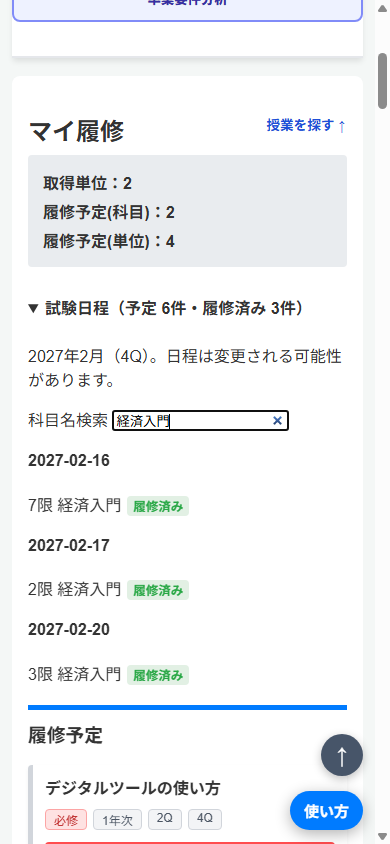 卒業要件分析
マイ履修
授業を探す ↑
取得単位：2
履修予定(科目)：2
履修予定(単位)：4
▼ 試験日程（予定 6件・履修済み 3件）
2027年2月（4Q）。日程は変更される可能性
があります。
科目名検索 経済入門 ×
2027-02-16
7限 経済入門 履修済み
2027-02-17
2限 経済入門 履修済み
2027-02-20
3限 経済入門 履修済み
履修予定
↑
デジタルツールの使い方
必修 1年次 2Q 4Q
使い方